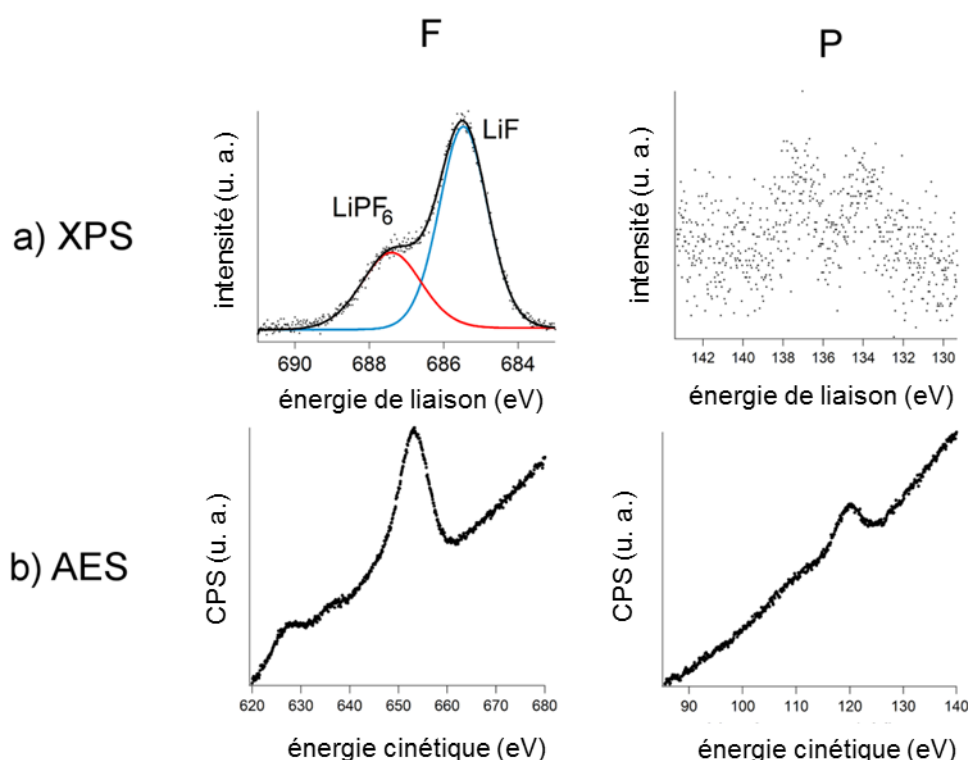 F
P
a) XPS
intensité (u. a.)
LiPF6
LiF
690 688 686 684
énergie de liaison (eV)
intensité (u. a.)
142 140 138 136 134 132 130
énergie de liaison (eV)
b) AES
CPS (u. a.)
620 630 640 650 660 670 680
énergie cinétique (eV)
CPS (u. a.)
90 100 110 120 130 140
énergie cinétique (eV)